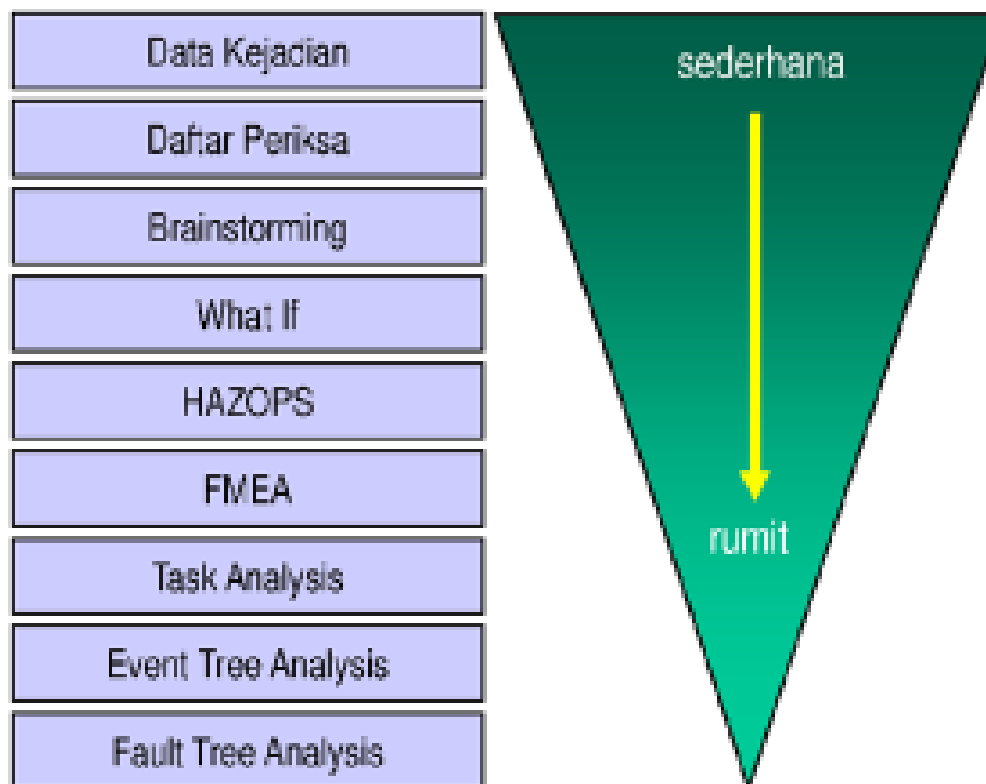 Data Kejadian
Daftar Periksa
Brainstorming
What If
HAZOPS
FMEA
Task Analysis
Event Tree Analysis
Fault Tree Analysis
sederhana
rumit